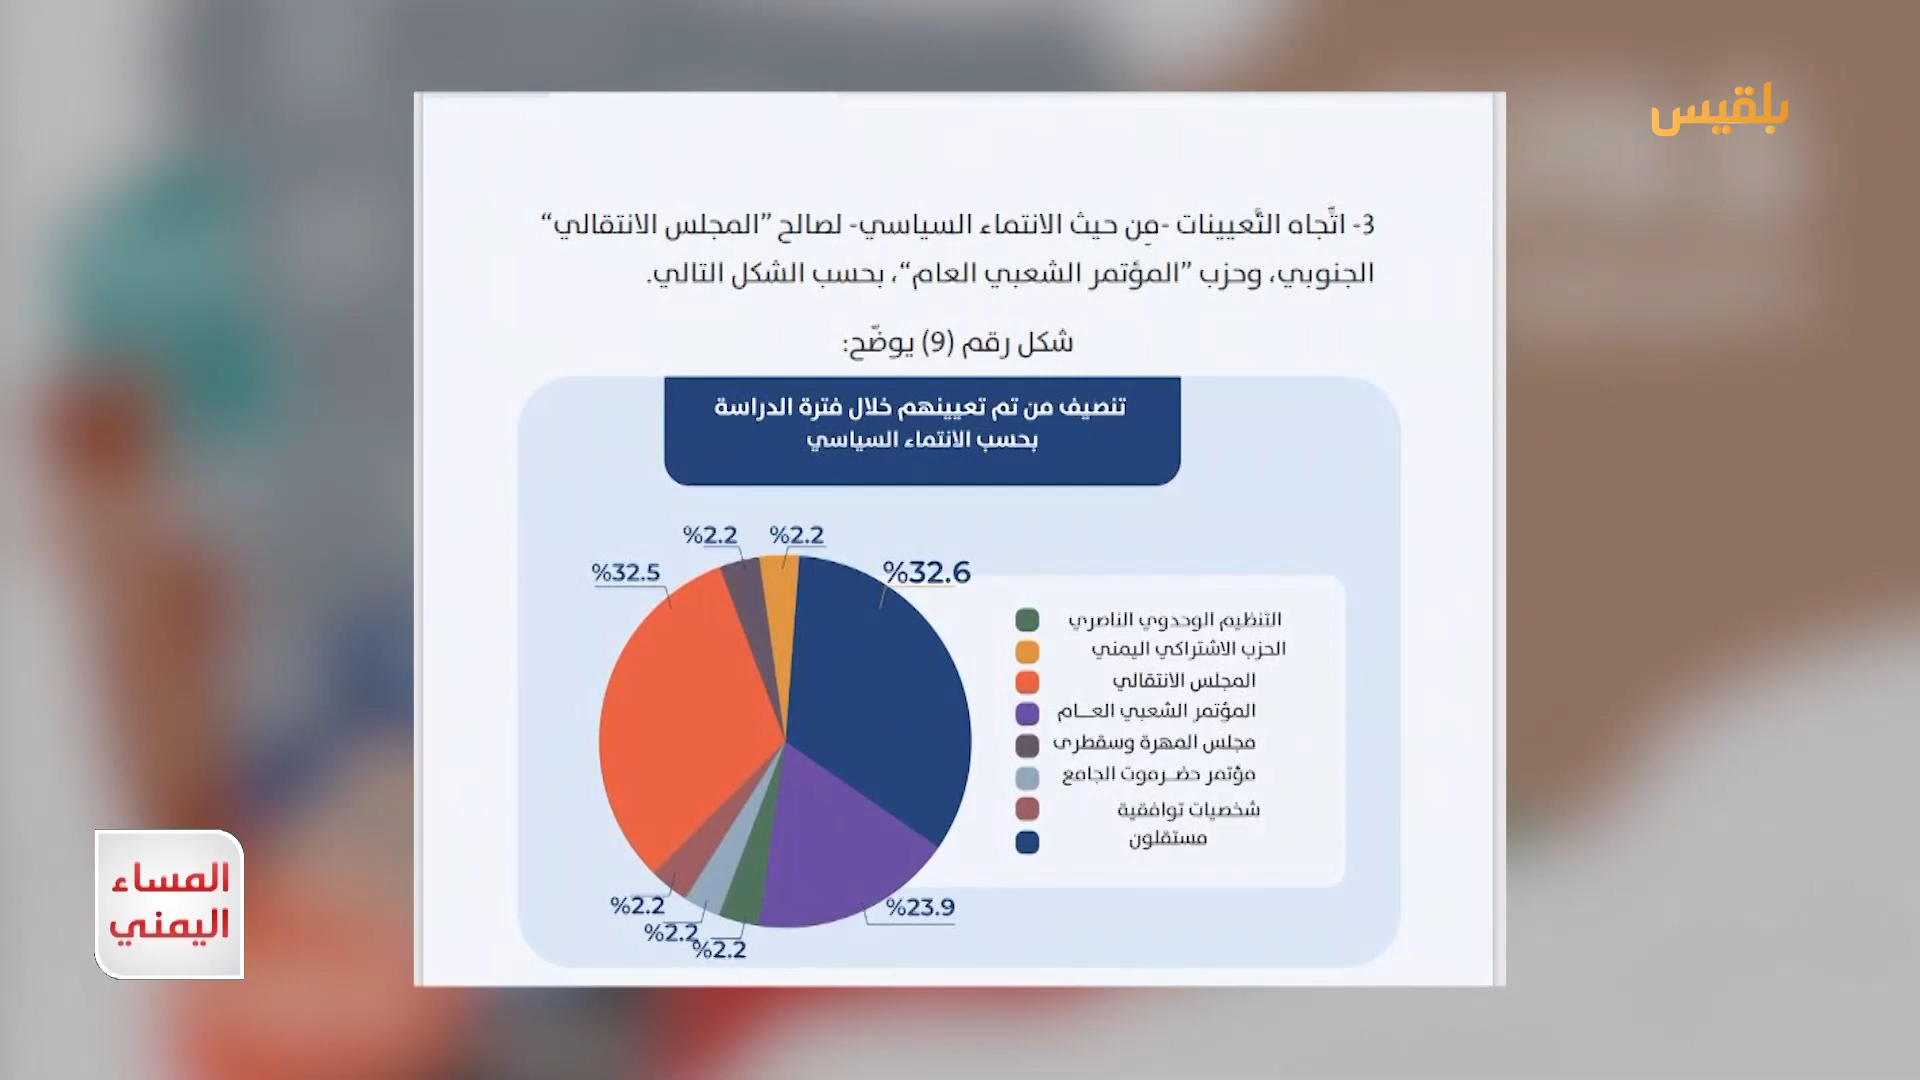 بلقيس
3- اتِّجاه التَّعيينات -مِن حيث الانتماء السياسي- لصالح ”المجلس الانتقالي“
الجنوبي، وحزب ”المؤتمر الشعبي العام“، بحسب الشكل التالي.
شكل رقم (9) يوضّح:
تنصيف من تم تعيينهم خلال فترة الدراسة
بحسب الانتماء السياسي
%2.2
%2.2
%32.5
%32.6
التنظيم الوحدوي الناصري
الحزب الاشتراكي اليمني
المجلس الانتقالي
المؤتمر الشعبي العـــام
مجلس المهرة وسقطرى
مؤتمر حضـرموت الجامع
شخصيات توافقية
مستقلون
%2.2
%2.2
%2.2
%23.9
المساء
اليمني